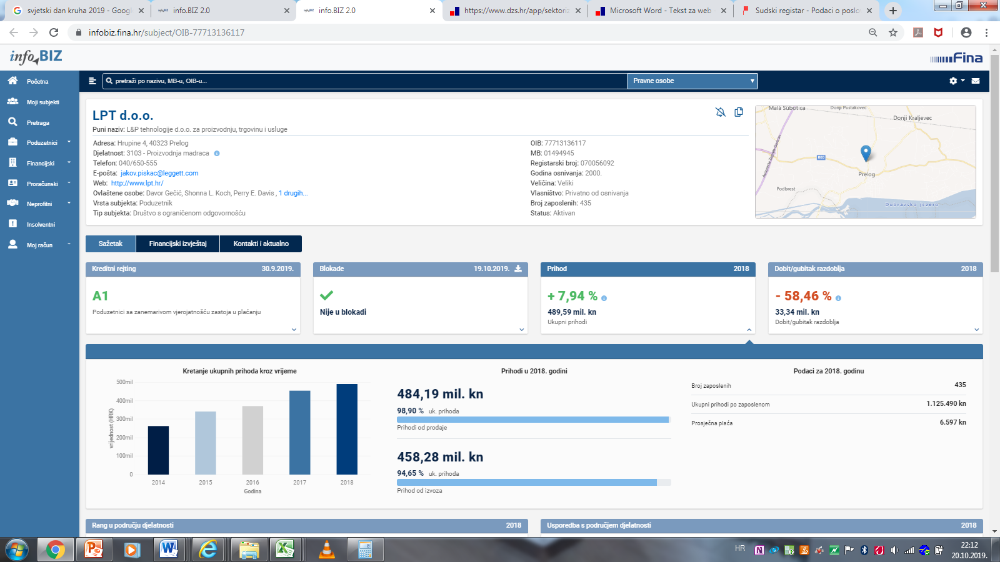 svjetski dan kruha 2019 - Goog
info.BIZ 2.0
info.BIZ 2.0
https://www.dzs.hr/app/sektori
Microsoft Word - Tekst za web
Sudski registar - Podaci o poslo
infobiz.fina.hr/subject/OIB-77713136117
info BIZ
Fina
Početna
Moji subjekti
Pretraga
Poduzetnici
Financijski
Proračunski
Neprofitni
Insolventni
Moj račun
pretraži po nazivu, MB-u, OIB-u...
Pravne osobe
LPT d.o.o.
Puni naziv: L&P tehnologije d.o.o. za proizvodnju, trgovinu i usluge
Adresa: Hrupine 4, 40323 Prelog
Djelatnost: 3103 - Proizvodnja madraca
Telefon: 040/650-555
E-pošta: jakov.piskac@leggett.com
Web: http://www.lpt.hr/
Ovlaštene osobe: Davor Gečić, Shonna L. Koch, Perry E. Davis , 1 drugih...
Vrsta subjekta: Poduzetnik
Tip subjekta: Društvo s ograničenom odgovornošću
OIB: 77713136117
MB: 01494945
Registarski broj: 070056092
Godina osnivanja: 2000.
Veličina: Veliki
Vlasništvo: Privatno od osnivanja
Broj zaposlenih: 435
Status: Aktivan
Mala Subotica
Donji Pustakovec
Donji Kraljevec
Autocesta Zagreb Goričan
B20
Prelog
Podbrest
Dubravsko jezero
Sažetak
Financijski izvještaj
Kontakti i aktualno
Kreditni rejting 30.9.2019.
A1
Poduzetnici sa zanemarivom vjerojatnošću zastoja u plaćanju
Blokade 19.10.2019.
Nije u blokadi
Prihod 2018
+ 7,94 %
489,59 mil. kn
Ukupni prihodi
Dobit/gubitak razdoblja 2018
- 58,46 %
33,34 mil. kn
Dobit/gubitak razdoblja
Kretanje ukupnih prihoda kroz vrijeme
vrijednost (HRK)
500mil
400mil
300mil
200mil
100mil
0
2014 2015 2016 2017 2018
Godina
Prihodi u 2018. godini
484,19 mil. kn
98,90 % uk. prihoda
Prihodi od prodaje
458,28 mil. kn
94,65 % uk. prihoda
Prihod od izvoza
Podaci za 2018. godinu
Broj zaposlenih 435
Ukupni prihodi po zaposlenom 1.125.490 kn
Prosječna plaća 6.597 kn
Rang u području djelatnosti 2018
Usporedba s područjem djelatnosti 2018
HR
22:12
20.10.2019.